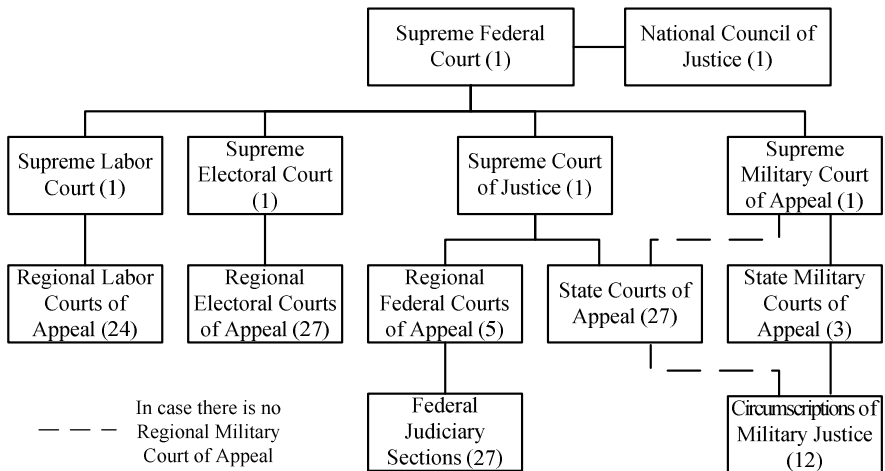 Supreme Federal
Court (1)
National Council of
Justice (1)
Supreme Labor
Court (1)
Supreme
Electoral Court
(1)
Supreme Court
of Justice (1)
Supreme
Military Court
of Appeal (1)
Regional Labor
Courts of
Appeal (24)
Regional
Electoral Courts
of Appeal (27)
Regional
Federal Courts
of Appeal (5)
State Courts of
Appeal (27)
State Military
Courts of
Appeal (3)
In case there is no
Regional Military
Court of Appeal
Federal
Judiciary
Sections (27)
Circumscriptions of
Military Justice
(12)